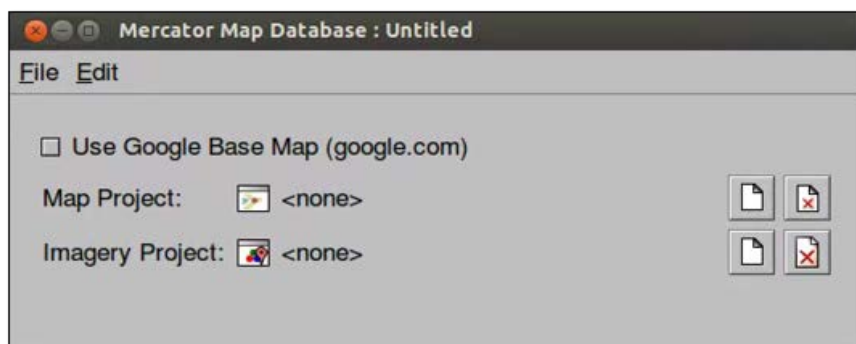 Mercator Map Database : Untitled
File Edit
Use Google Base Map (google.com)
Map Project: <none>
Imagery Project: <none>